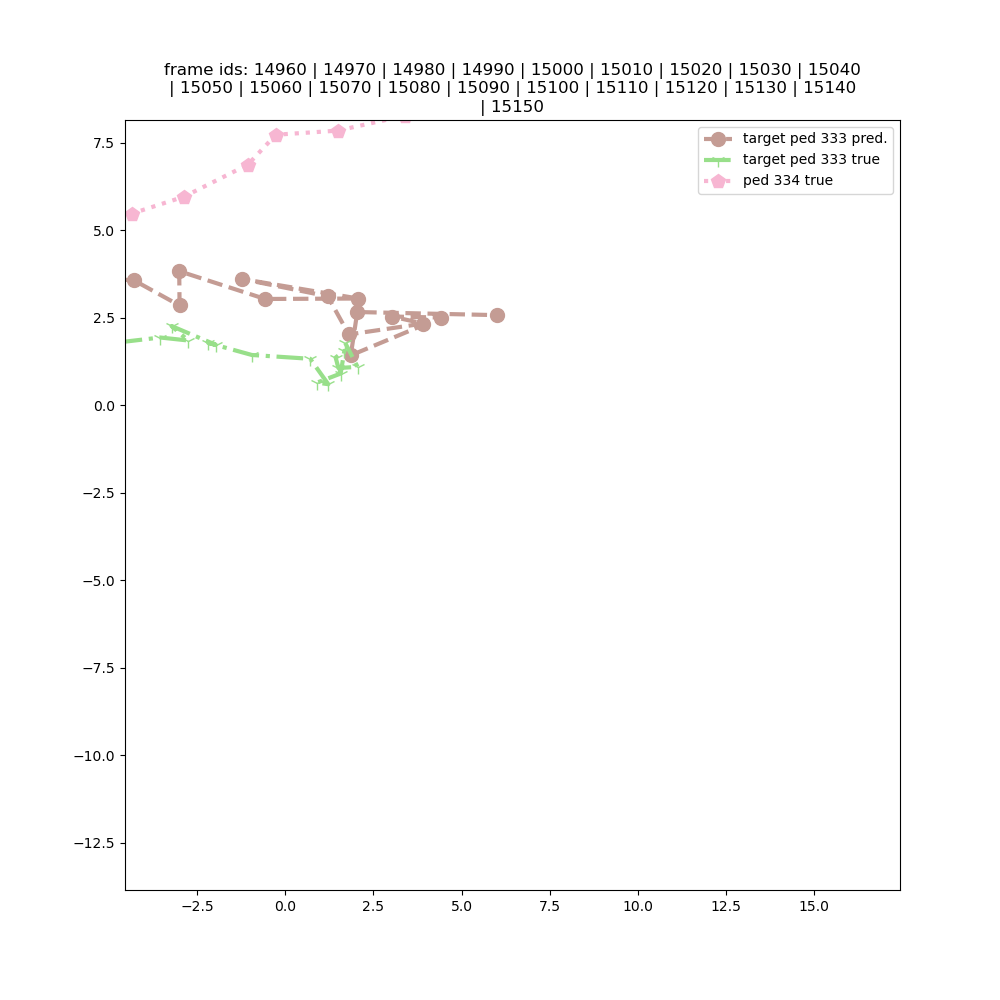 frame ids: 14960 | 14970 | 14980 | 14990 | 15000 | 15010 | 15020 | 15030 | 15040
| 15050 | 15060 | 15070 | 15080 | 15090 | 15100 | 15110 | 15120 | 15130 | 15140
| 15150
target ped 333 pred.
target ped 333 true
ped 334 true
7.5
5.0
2.5
0.0
−2.5
−5.0
−7.5
−10.0
−12.5
−2.5 0.0 2.5 5.0 7.5 10.0 12.5 15.0